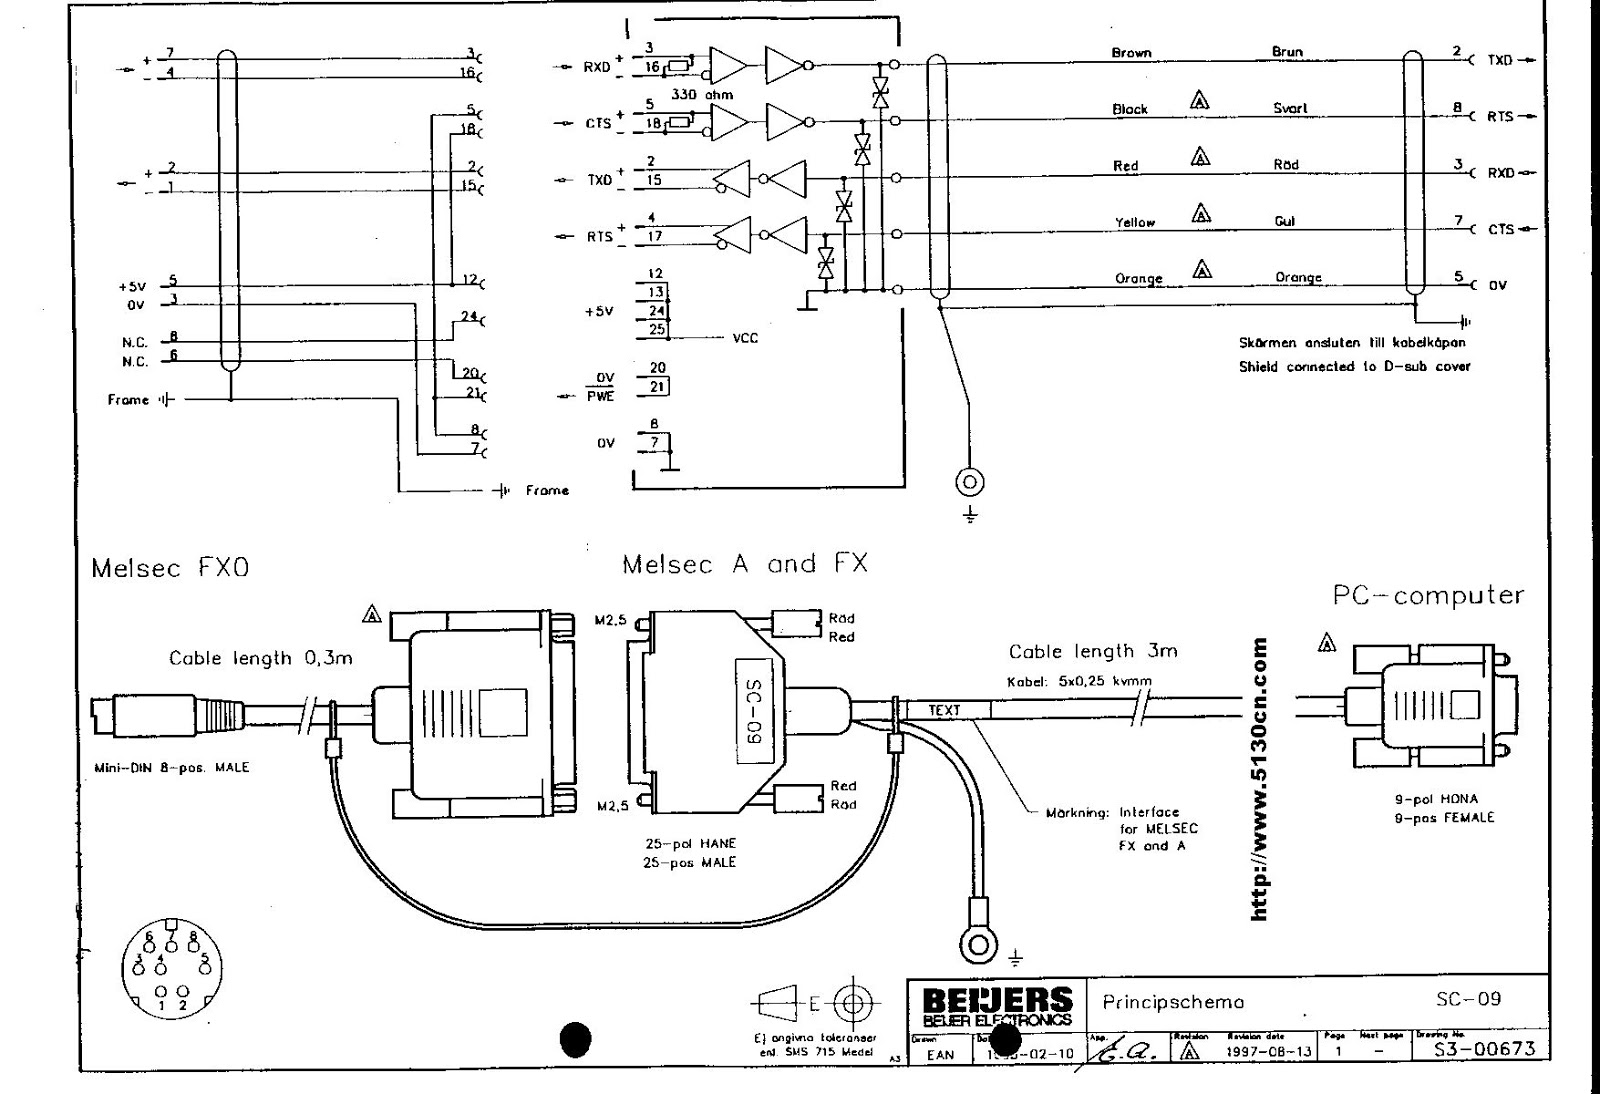 + 7
- 4
3
16
5
18
+ 2
- 1
2
15
+5V 5
0V 3
12
24
N.C. 8
N.C. 6
20
21
Frame
8
7
Frame
RXD + 3
- 16
330 ohm
CTS + 5
- 18
TXD + 2
- 15
RTS + 4
- 17
12
13
+5V 24
25 VCC
0V 20
PWE 21
0V 8
7
Brown Brun 2 TXD
Black A Svart 8 RTS
Red A Röd 3 RXD
Yellow A Gul 7 CTS
Orange A Orange 5 0V
Skärmen ansluten till kabelkåpan
Shield connected to D-sub cover
Melsec FX0
Melsec A and FX
PC-computer
A
M2,5
Röd
Red
A
Cable length 0,3m
Cable length 3m
Kabel: 5x0,25 kvmm
SC-09
TEXT
Mini-DIN 8-pos. MALE
M2,5
Red
Röd
Märkning: Interface
for MELSEC
FX and A
9-pol HONA
9-pos FEMALE
25-pol HANE
25-pos MALE
http://www.5130cn.com
6 7 8
3 4 5
1 2
E
Ej angivna toleranser
enl. SMS 715 Medel
A3
BEIJERS
BEIJER ELECTRONICS
Principschema
SC-09
Drawn
EAN
-02-10
App.
E.A.
Revision
A
Revision date
1997-08-13
Page
1
Next page
-
Drawing No.
S3-00673